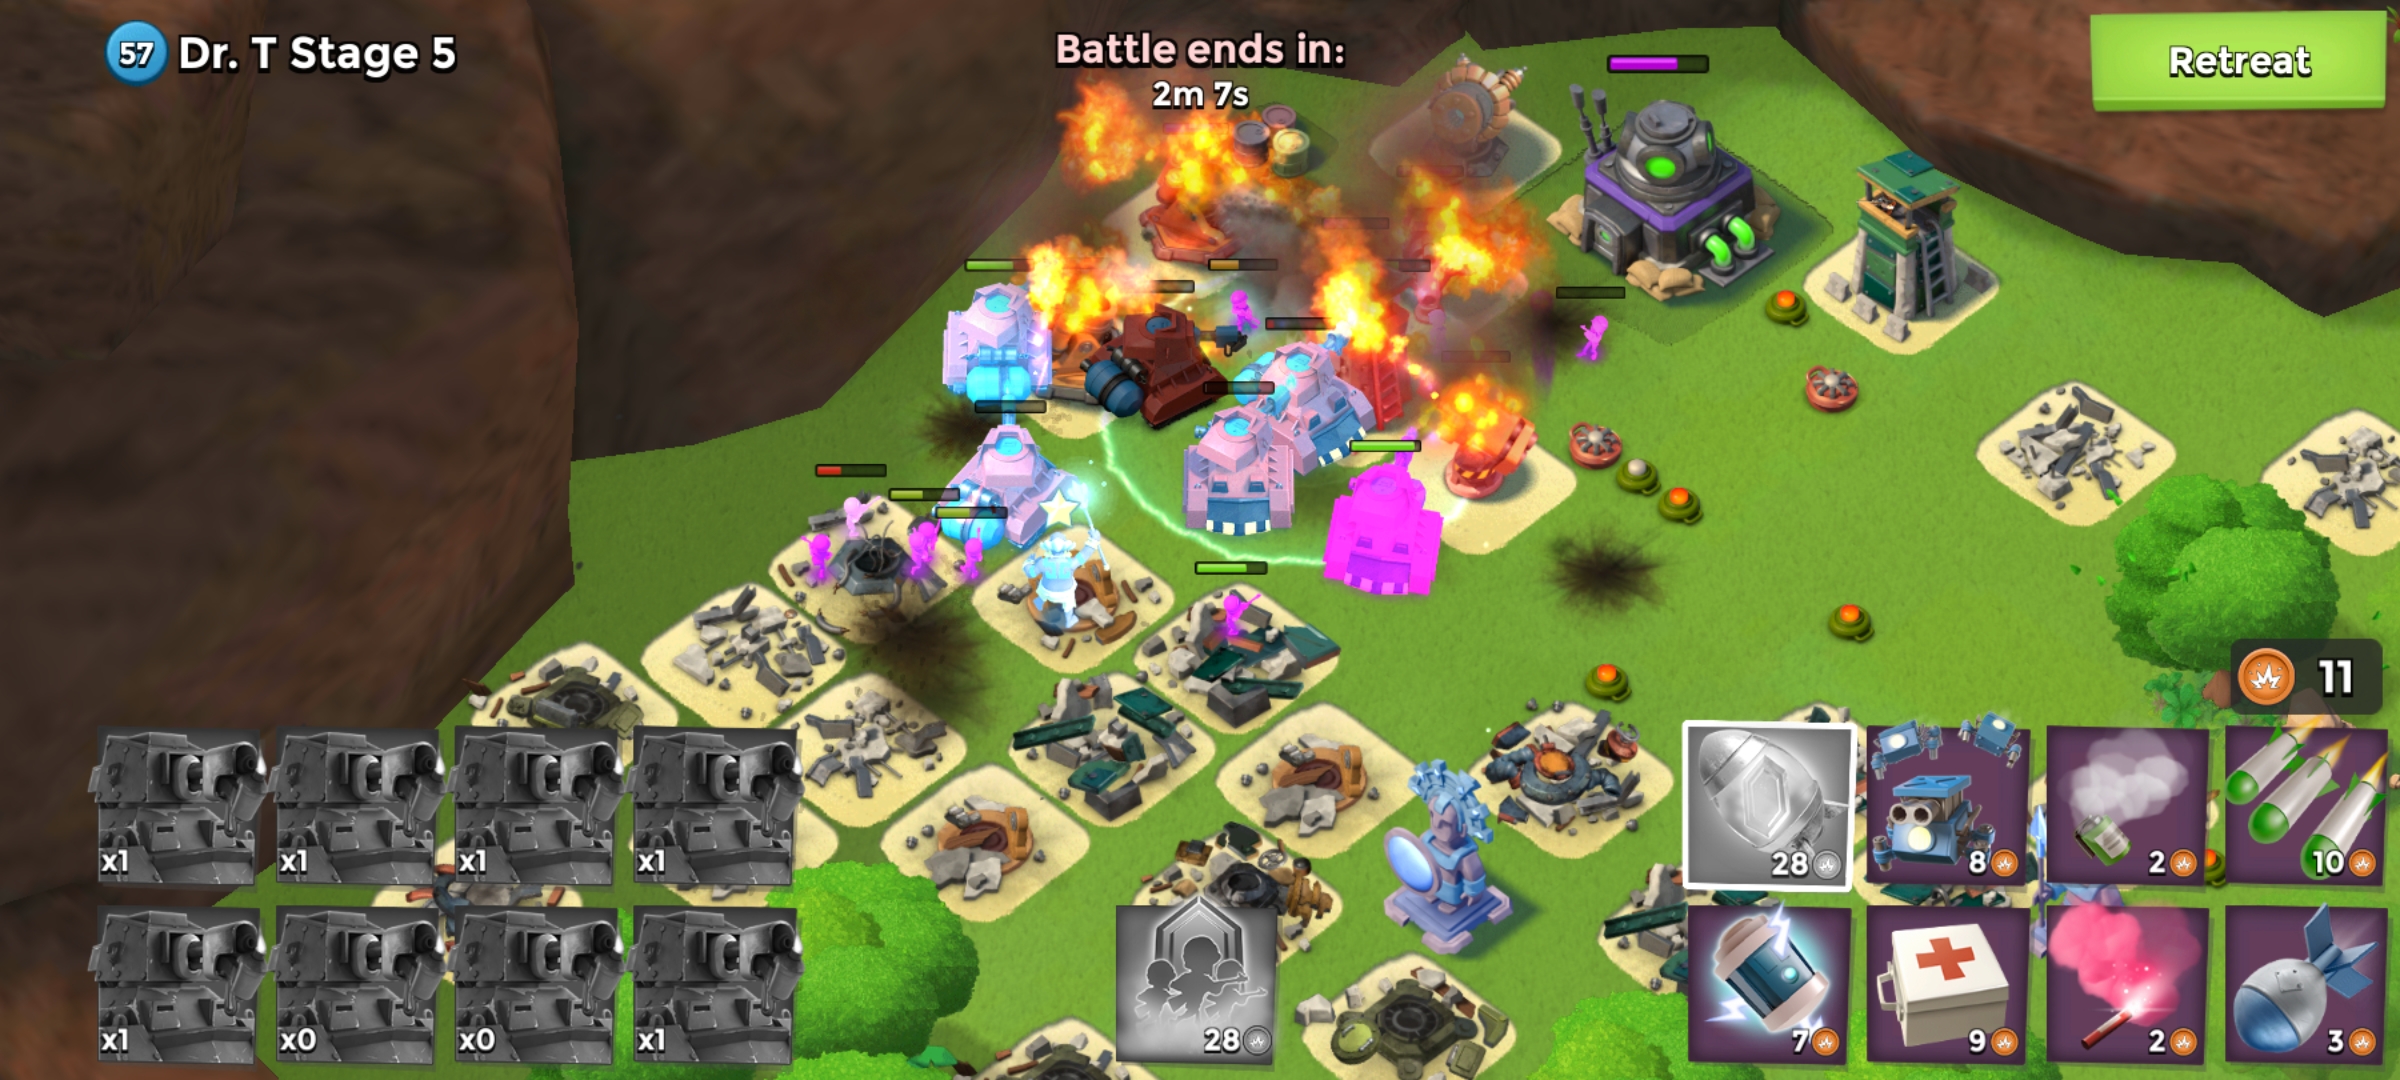 57 Dr. T Stage 5
Battle ends in:
2m 7s
Retreat
11
x1 x1 x1 x1
28 8 2 10
x1 x0 x0 x1
28
7 9 2 3